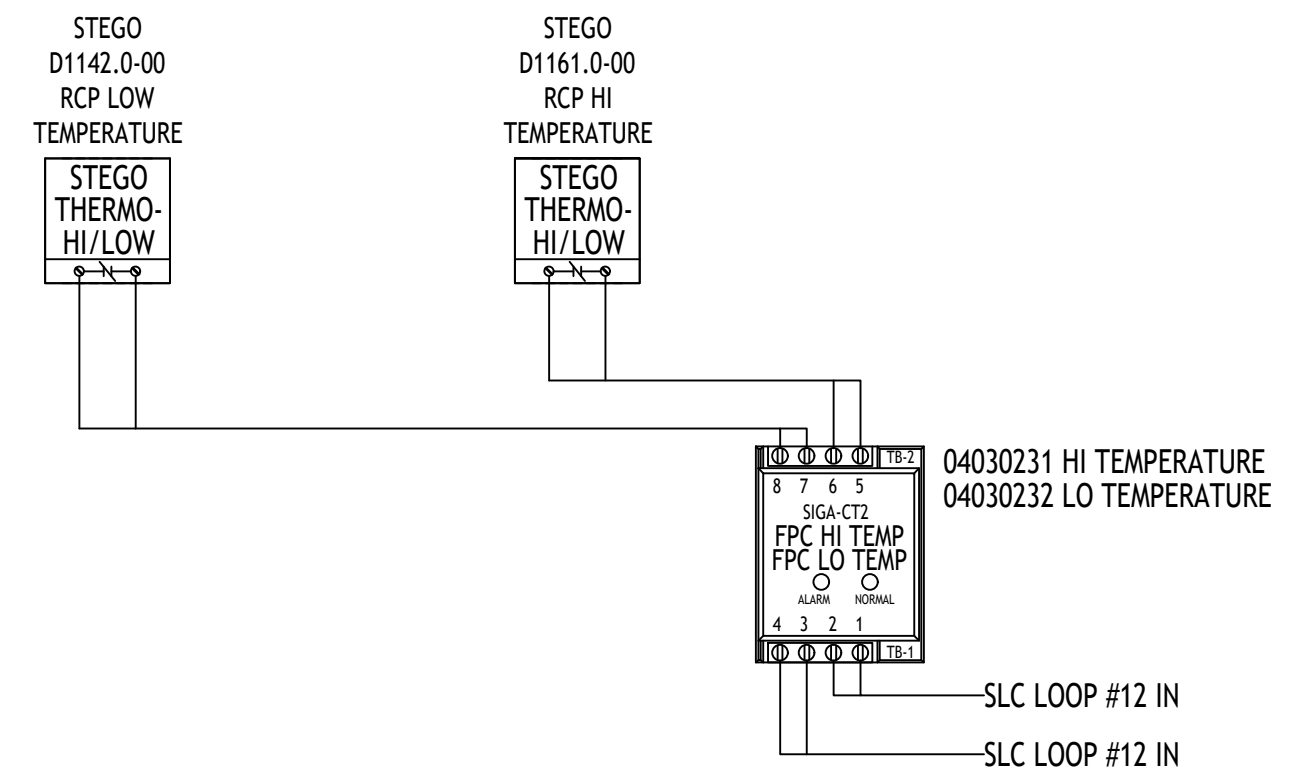 STEGO
D1142.0-00
RCP LOW
TEMPERATURE
STEGO
THERMO-
HI/LOW
STEGO
D1161.0-00
RCP HI
TEMPERATURE
STEGO
THERMO-
HI/LOW
TB-2
8 7 6 5
SIGA-CT2
FPC HI TEMP
FPC LO TEMP
ALARM NORMAL
4 3 2 1
TB-1
04030231 HI TEMPERATURE
04030232 LO TEMPERATURE
SLC LOOP #12 IN
SLC LOOP #12 IN